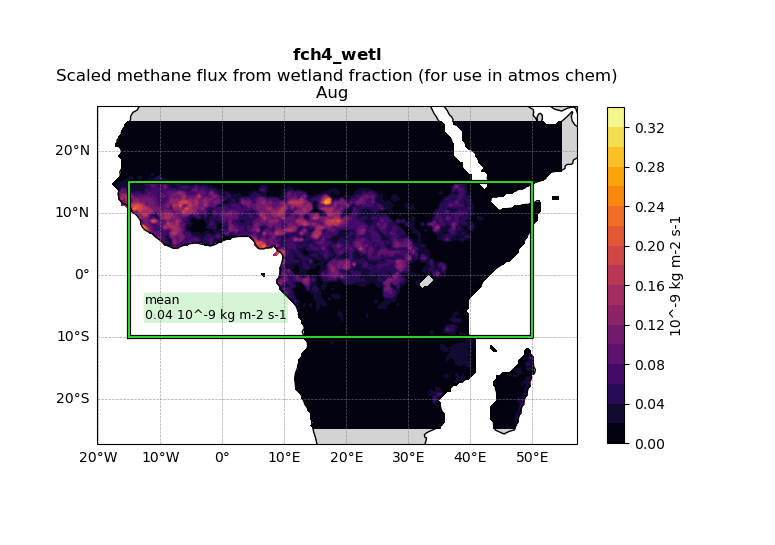 fch4_wetl
Scaled methane flux from wetland fraction (for use in atmos chem)
Aug
20°N
10°N
0°
10°S
20°S
20°W 10°W 0° 10°E 20°E 30°E 40°E 50°E
mean
0.04 10^-9 kg m-2 s-1
0.32
0.28
0.24
0.20
0.16
0.12
0.08
0.04
0.00
10^-9 kg m-2 s-1